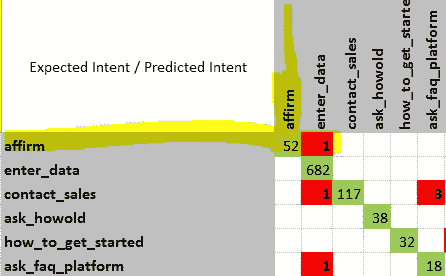 Expected Intent / Predicted Intent
affirm
enter_data
contact_sales
ask_howold
how_to_get_started
ask_faq_platform
affirm 52 1
enter_data 682
contact_sales 1 117 3
ask_howold 38
how_to_get_started 32
ask_faq_platform 1 18